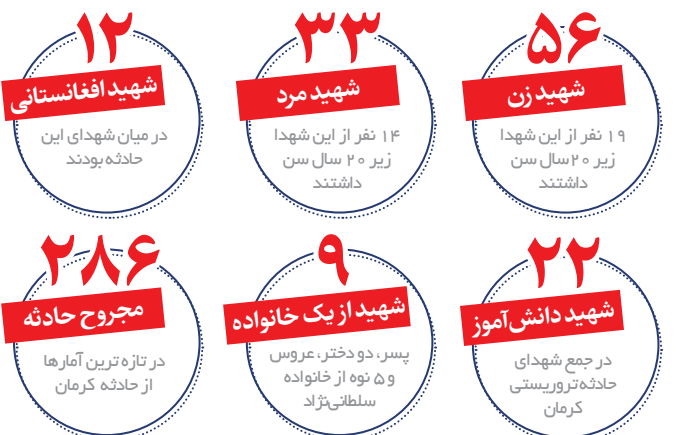 ۵۶
شهید زن
۱۹ نفر از این شهدا
زیر ۲۰ سال سن
داشتند
۳۳
شهید مرد
۱۴ نفر از این شهدا
زیر ۲۰ سال سن
داشتند
۱۲
شهید افغانستانی
در میان شهدای این
حادثه بودند
۲۲
شهید دانش‌آموز
در جمع شهدای
حادثه تروریستی
کرمان
۹
شهید از یک خانواده
پسر، دو دختر، عروس
و ۵ نوه از خانواده
سلطانی‌نژاد
۲۸۶
مجروح حادثه
در تازه ترین آمارها
از حادثه کرمان